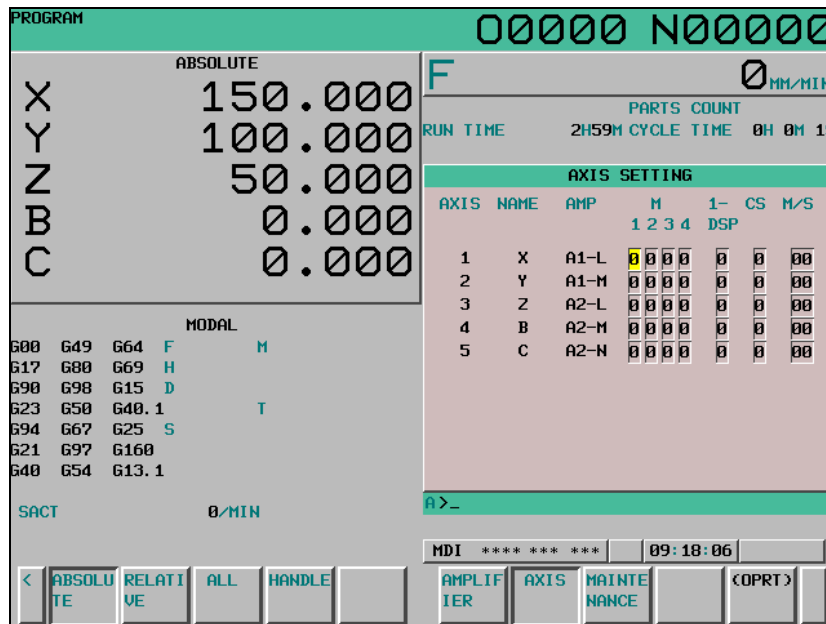 PROGRAM
O0000 N00000
ABSOLUTE
X 150.000
Y 100.000
Z 50.000
B 0.000
C 0.000
F 0 MM/MIN
PARTS COUNT
RUN TIME 2H59M CYCLE TIME 0H 0M
AXIS SETTING
AXIS NAME AMP M 1- CS M/S
1 2 3 4 DSP
1 X A1-L 0 0 0 0 0 0 00
2 Y A1-M 0 0 0 0 0 0 00
3 Z A2-L 0 0 0 0 0 0 00
4 B A2-M 0 0 0 0 0 0 00
5 C A2-N 0 0 0 0 0 0 00
MODAL
G00 G49 G64 F M
G17 G80 G69 H
G90 G98 G15 D
G23 G50 G40.1 T
G94 G67 G25 S
G21 G97 G160
G40 G54 G13.1
SACT 0/MIN
A>_
MDI **** *** *** 09:18:06
< ABSOLU RELATI ALL HANDLE
TE VE
AMPLIF AXIS MAINTE (OPRT)
IER NANCE